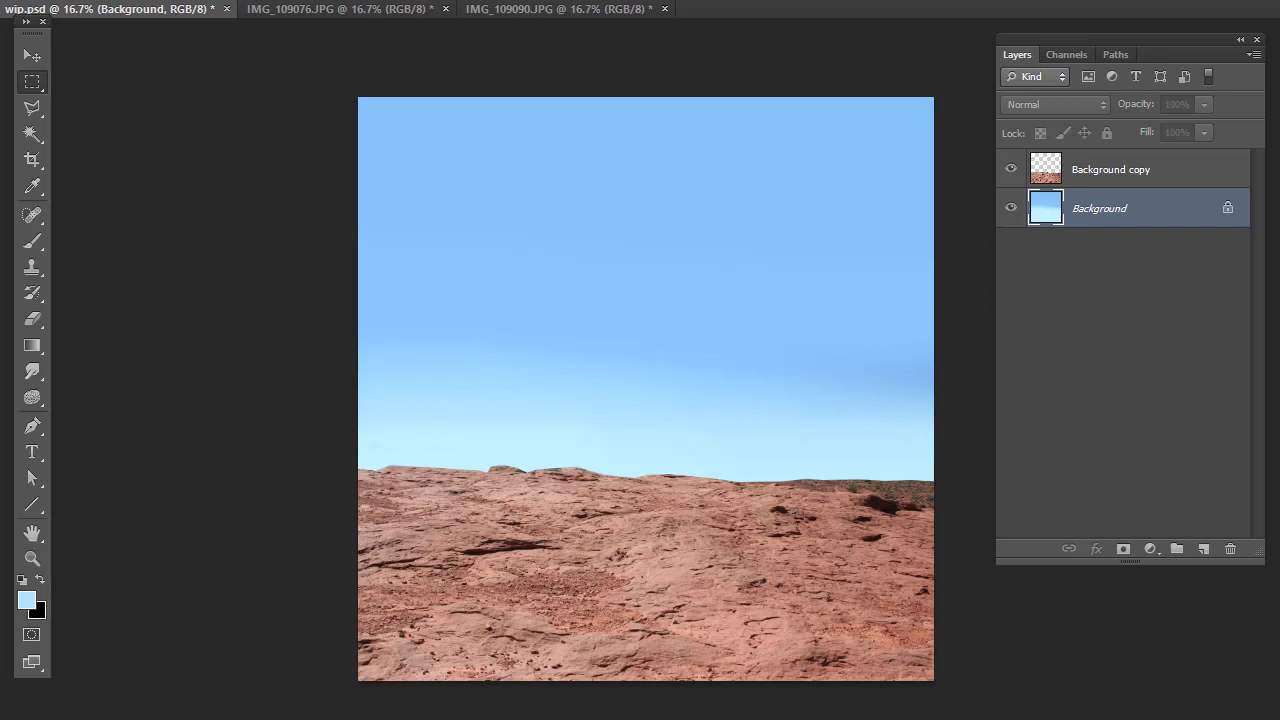 wip.psd @ 16.7% (Background, RGB/8) *
IMG_109076.JPG @ 16.7% (RGB/8) *
IMG_109090.JPG @ 16.7% (RGB/8) *
Layers Channels Paths
Kind
Normal Opacity: 100%
Lock: Fill: 100%
Background copy
Background